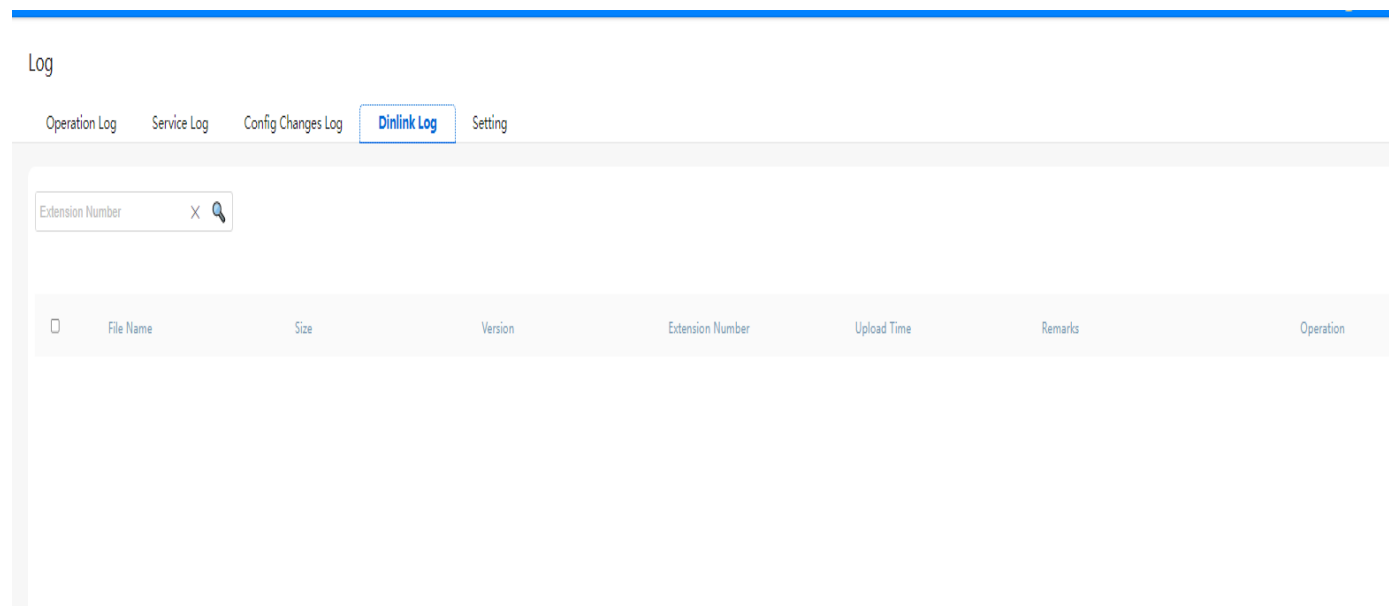 Log
Operation Log Service Log Config Changes Log Dinlink Log Setting
Extension Number X
File Name Size Version Extension Number Upload Time Remarks Operation